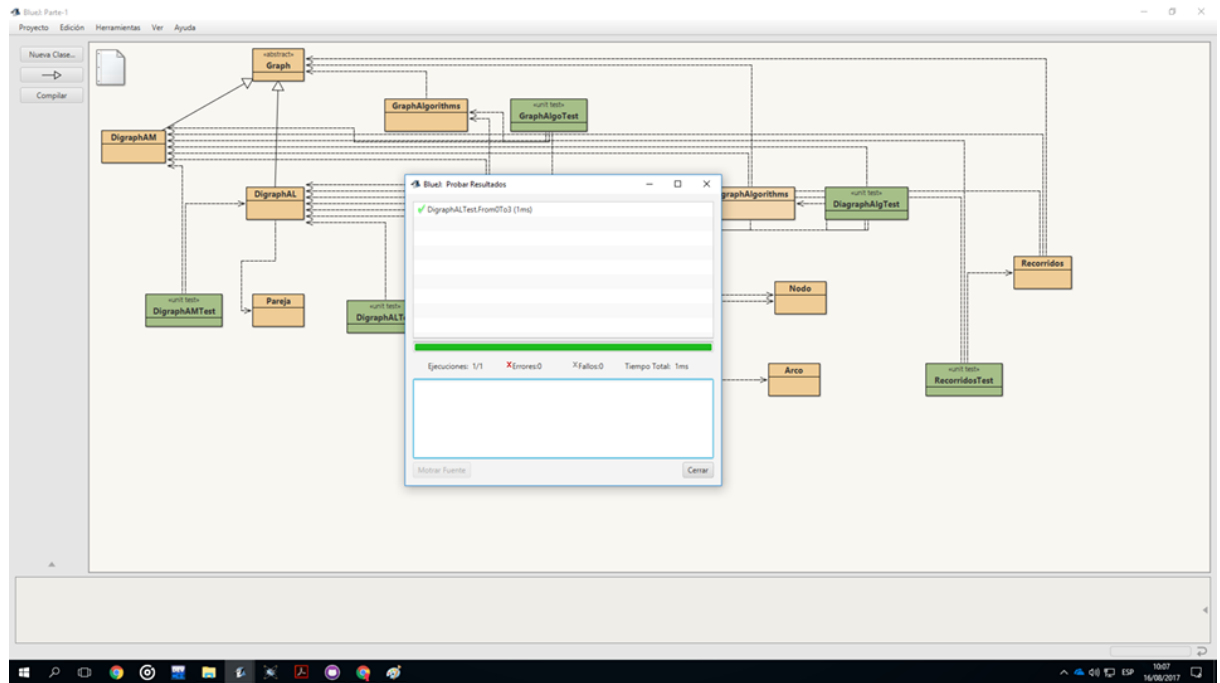 BlueJ: Parte-1
Proyecto Edición Herramientas Ver Ayuda
Nueva Clase...
Compilar
«abstract»
Graph
GraphAlgorithms
«unit test»
GraphAlgoTest
DigraphAM
DigraphAL
BlueJ: Probar Resultados
DigraphALTest.From0To3 (1ms)
Ejecuciones: 1/1 Errores:0 Fallos:0 Tiempo Total: 1ms
Motrar Fuente
Cerrar
graphAlgorithms
«unit test»
DiagraphAlgTest
Recorridos
«unit test»
DigraphAMTest
Pareja
«unit test»
DigraphALTe
Nodo
Arco
«unit test»
RecorridosTest
ESP
10:07
16/08/2017